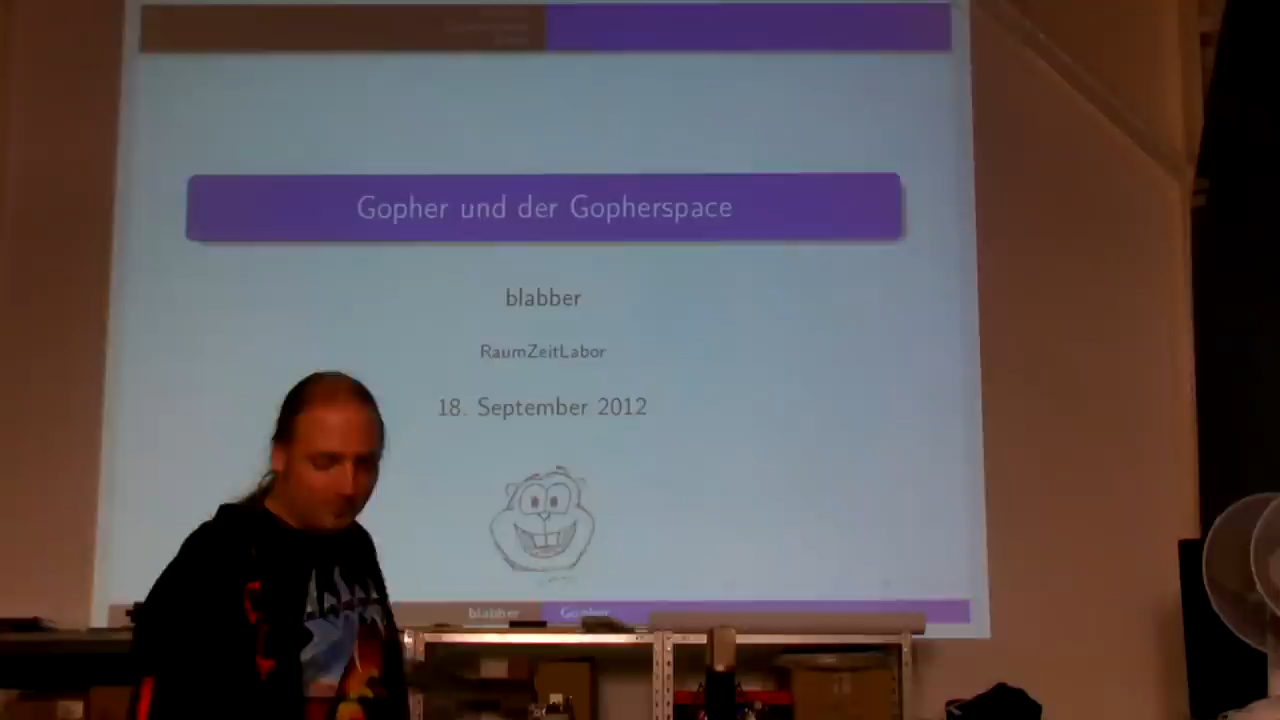 Gopher und der Gopherspace
blabber
RaumZeitLabor
18. September 2012
blabber Gopher